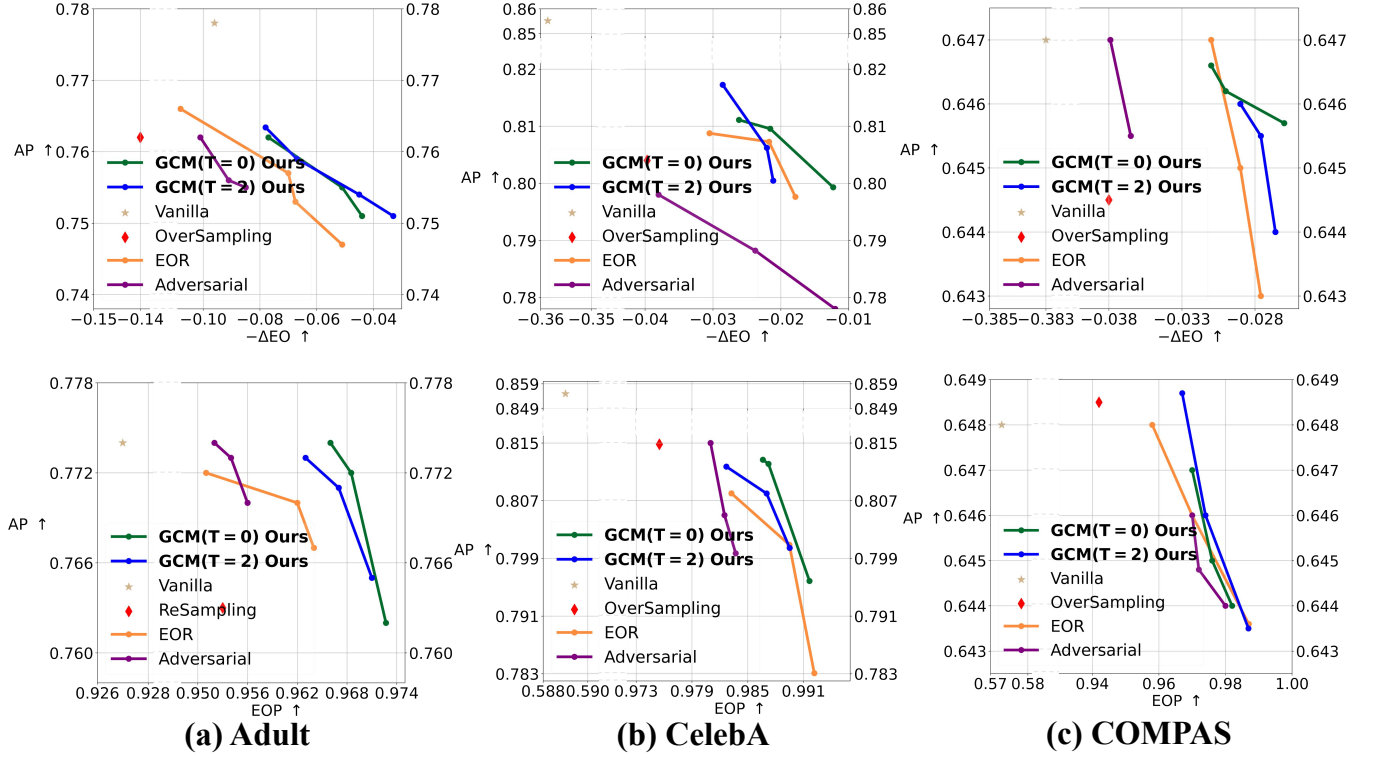 0.78
0.77
0.76
0.75
0.74
0.78
0.77
0.76
0.75
0.74
AP ↑
GCM(T = 0) Ours
GCM(T = 2) Ours
Vanilla
OverSampling
EOR
Adversarial
−0.15 −0.14 −0.10 −0.08 −0.06 −0.04
−ΔEO ↑
0.86
0.85
0.82
0.81
0.80
0.79
0.78
0.86
0.85
0.82
0.81
0.80
0.79
0.78
AP ↑
GCM(T = 0) Ours
GCM(T = 2) Ours
Vanilla
OverSampling
EOR
Adversarial
−0.36 −0.35 −0.04 −0.03 −0.02 −0.01
−ΔEO ↑
0.647
0.646
0.645
0.644
0.643
0.647
0.646
0.645
0.644
0.643
AP ↑
GCM(T = 0) Ours
GCM(T = 2) Ours
Vanilla
OverSampling
EOR
Adversarial
−0.385 −0.383 −0.038 −0.033 −0.028
−ΔEO ↑
0.778
0.772
0.766
0.760
0.778
0.772
0.766
0.760
AP ↑
GCM(T = 0) Ours
GCM(T = 2) Ours
Vanilla
ReSampling
EOR
Adversarial
0.926 0.928 0.950 0.956 0.962 0.968 0.974
EOP ↑
(a) Adult
0.859
0.849
0.815
0.807
0.799
0.791
0.783
0.859
0.849
0.815
0.807
0.799
0.791
0.783
AP ↑
GCM(T = 0) Ours
GCM(T = 2) Ours
Vanilla
OverSampling
EOR
Adversarial
0.588 0.590 0.973 0.979 0.985 0.991
EOP ↑
(b) CelebA
0.649
0.648
0.647
0.646
0.645
0.644
0.643
0.649
0.648
0.647
0.646
0.645
0.644
0.643
AP ↑
GCM(T = 0) Ours
GCM(T = 2) Ours
Vanilla
OverSampling
EOR
Adversarial
0.57 0.58 0.94 0.96 0.98 1.00
EOP ↑
(c) COMPAS